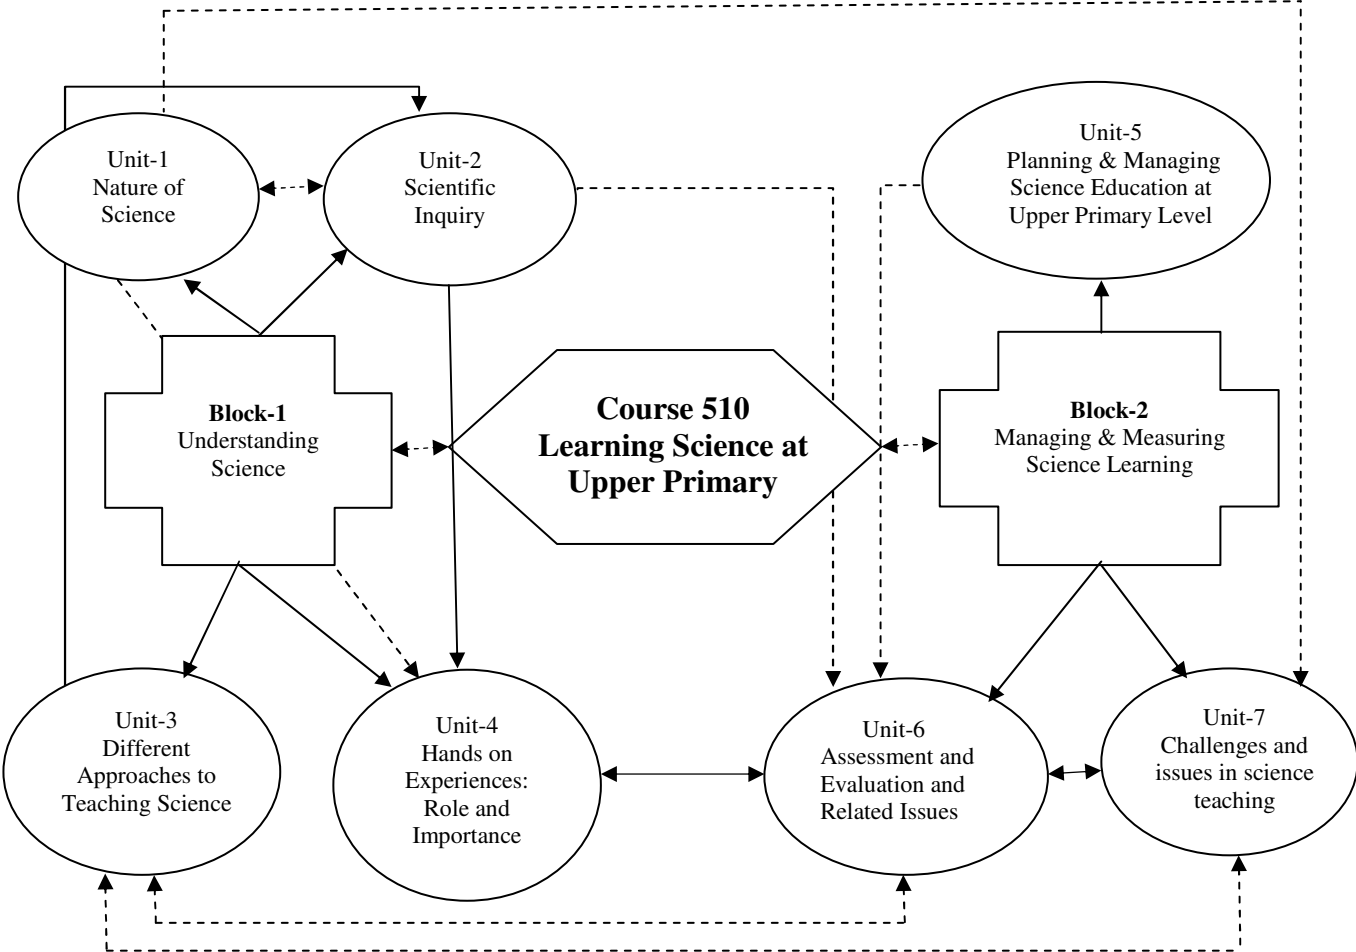 Unit-1
Nature of
Science
Unit-2
Scientific
Inquiry
Unit-5
Planning & Managing
Science Education at
Upper Primary Level
Block-1
Understanding
Science
Course 510
Learning Science at
Upper Primary
Block-2
Managing & Measuring
Science Learning
Unit-3
Different
Approaches to
Teaching Science
Unit-4
Hands on
Experiences:
Role and
Importance
Unit-6
Assessment and
Evaluation and
Related Issues
Unit-7
Challenges and
issues in science
teaching